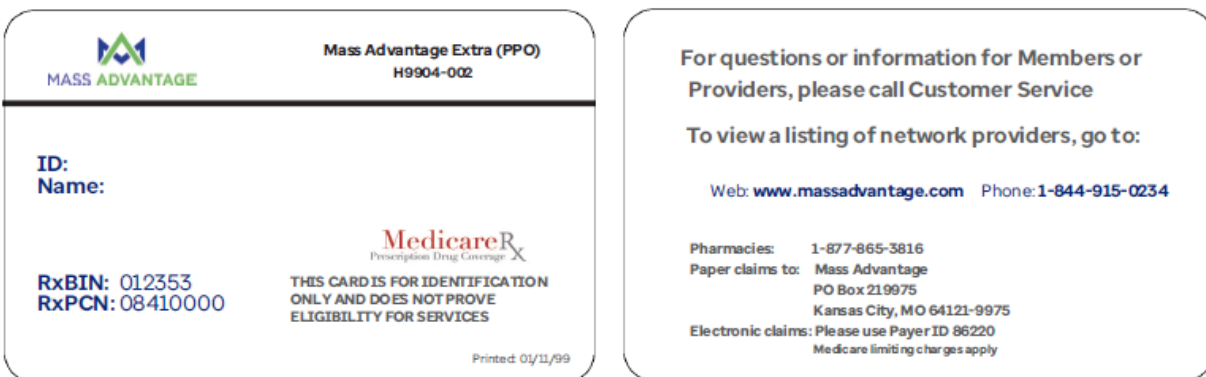 MASS ADVANTAGE
Mass Advantage Extra (PPO)
H9904-002
ID:
Name:
MedicareRx
Prescription Drug Coverage
RxBIN: 012353
RxPCN: 08410000
THIS CARD IS FOR IDENTIFICATION
ONLY AND DOES NOT PROVE
ELIGIBILITY FOR SERVICES
Printed: 01/11/99
For questions or information for Members or
Providers, please call Customer Service
To view a listing of network providers, go to:
Web: www.massadvantage.com Phone: 1-844-915-0234
Pharmacies: 1-877-865-3816
Paper claims to: Mass Advantage
PO Box 219975
Kansas City, MO 64121-9975
Electronic claims: Please use Payer ID 86220
Medicare limiting charges apply